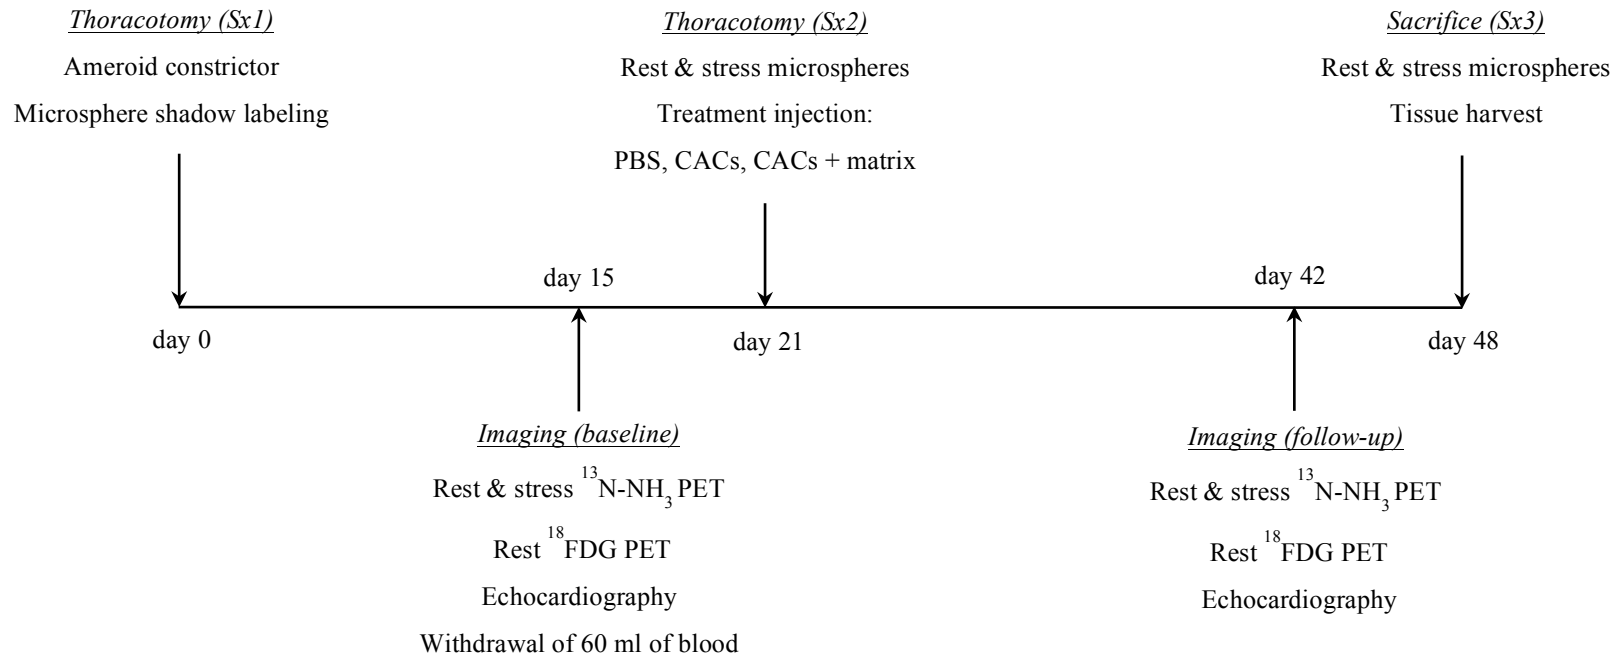 Thoracotomy (Sx1)
Ameroid constrictor
Microsphere shadow labeling
Thoracotomy (Sx2)
Rest & stress microspheres
Treatment injection:
PBS, CACs, CACs + matrix
Sacrifice (Sx3)
Rest & stress microspheres
Tissue harvest
day 0
day 15
day 21
day 42
day 48
Imaging (baseline)
Rest & stress ¹³N-NH₃ PET
Rest ¹⁸FDG PET
Echocardiography
Withdrawal of 60 ml of blood
Imaging (follow-up)
Rest & stress ¹³N-NH₃ PET
Rest ¹⁸FDG PET
Echocardiography